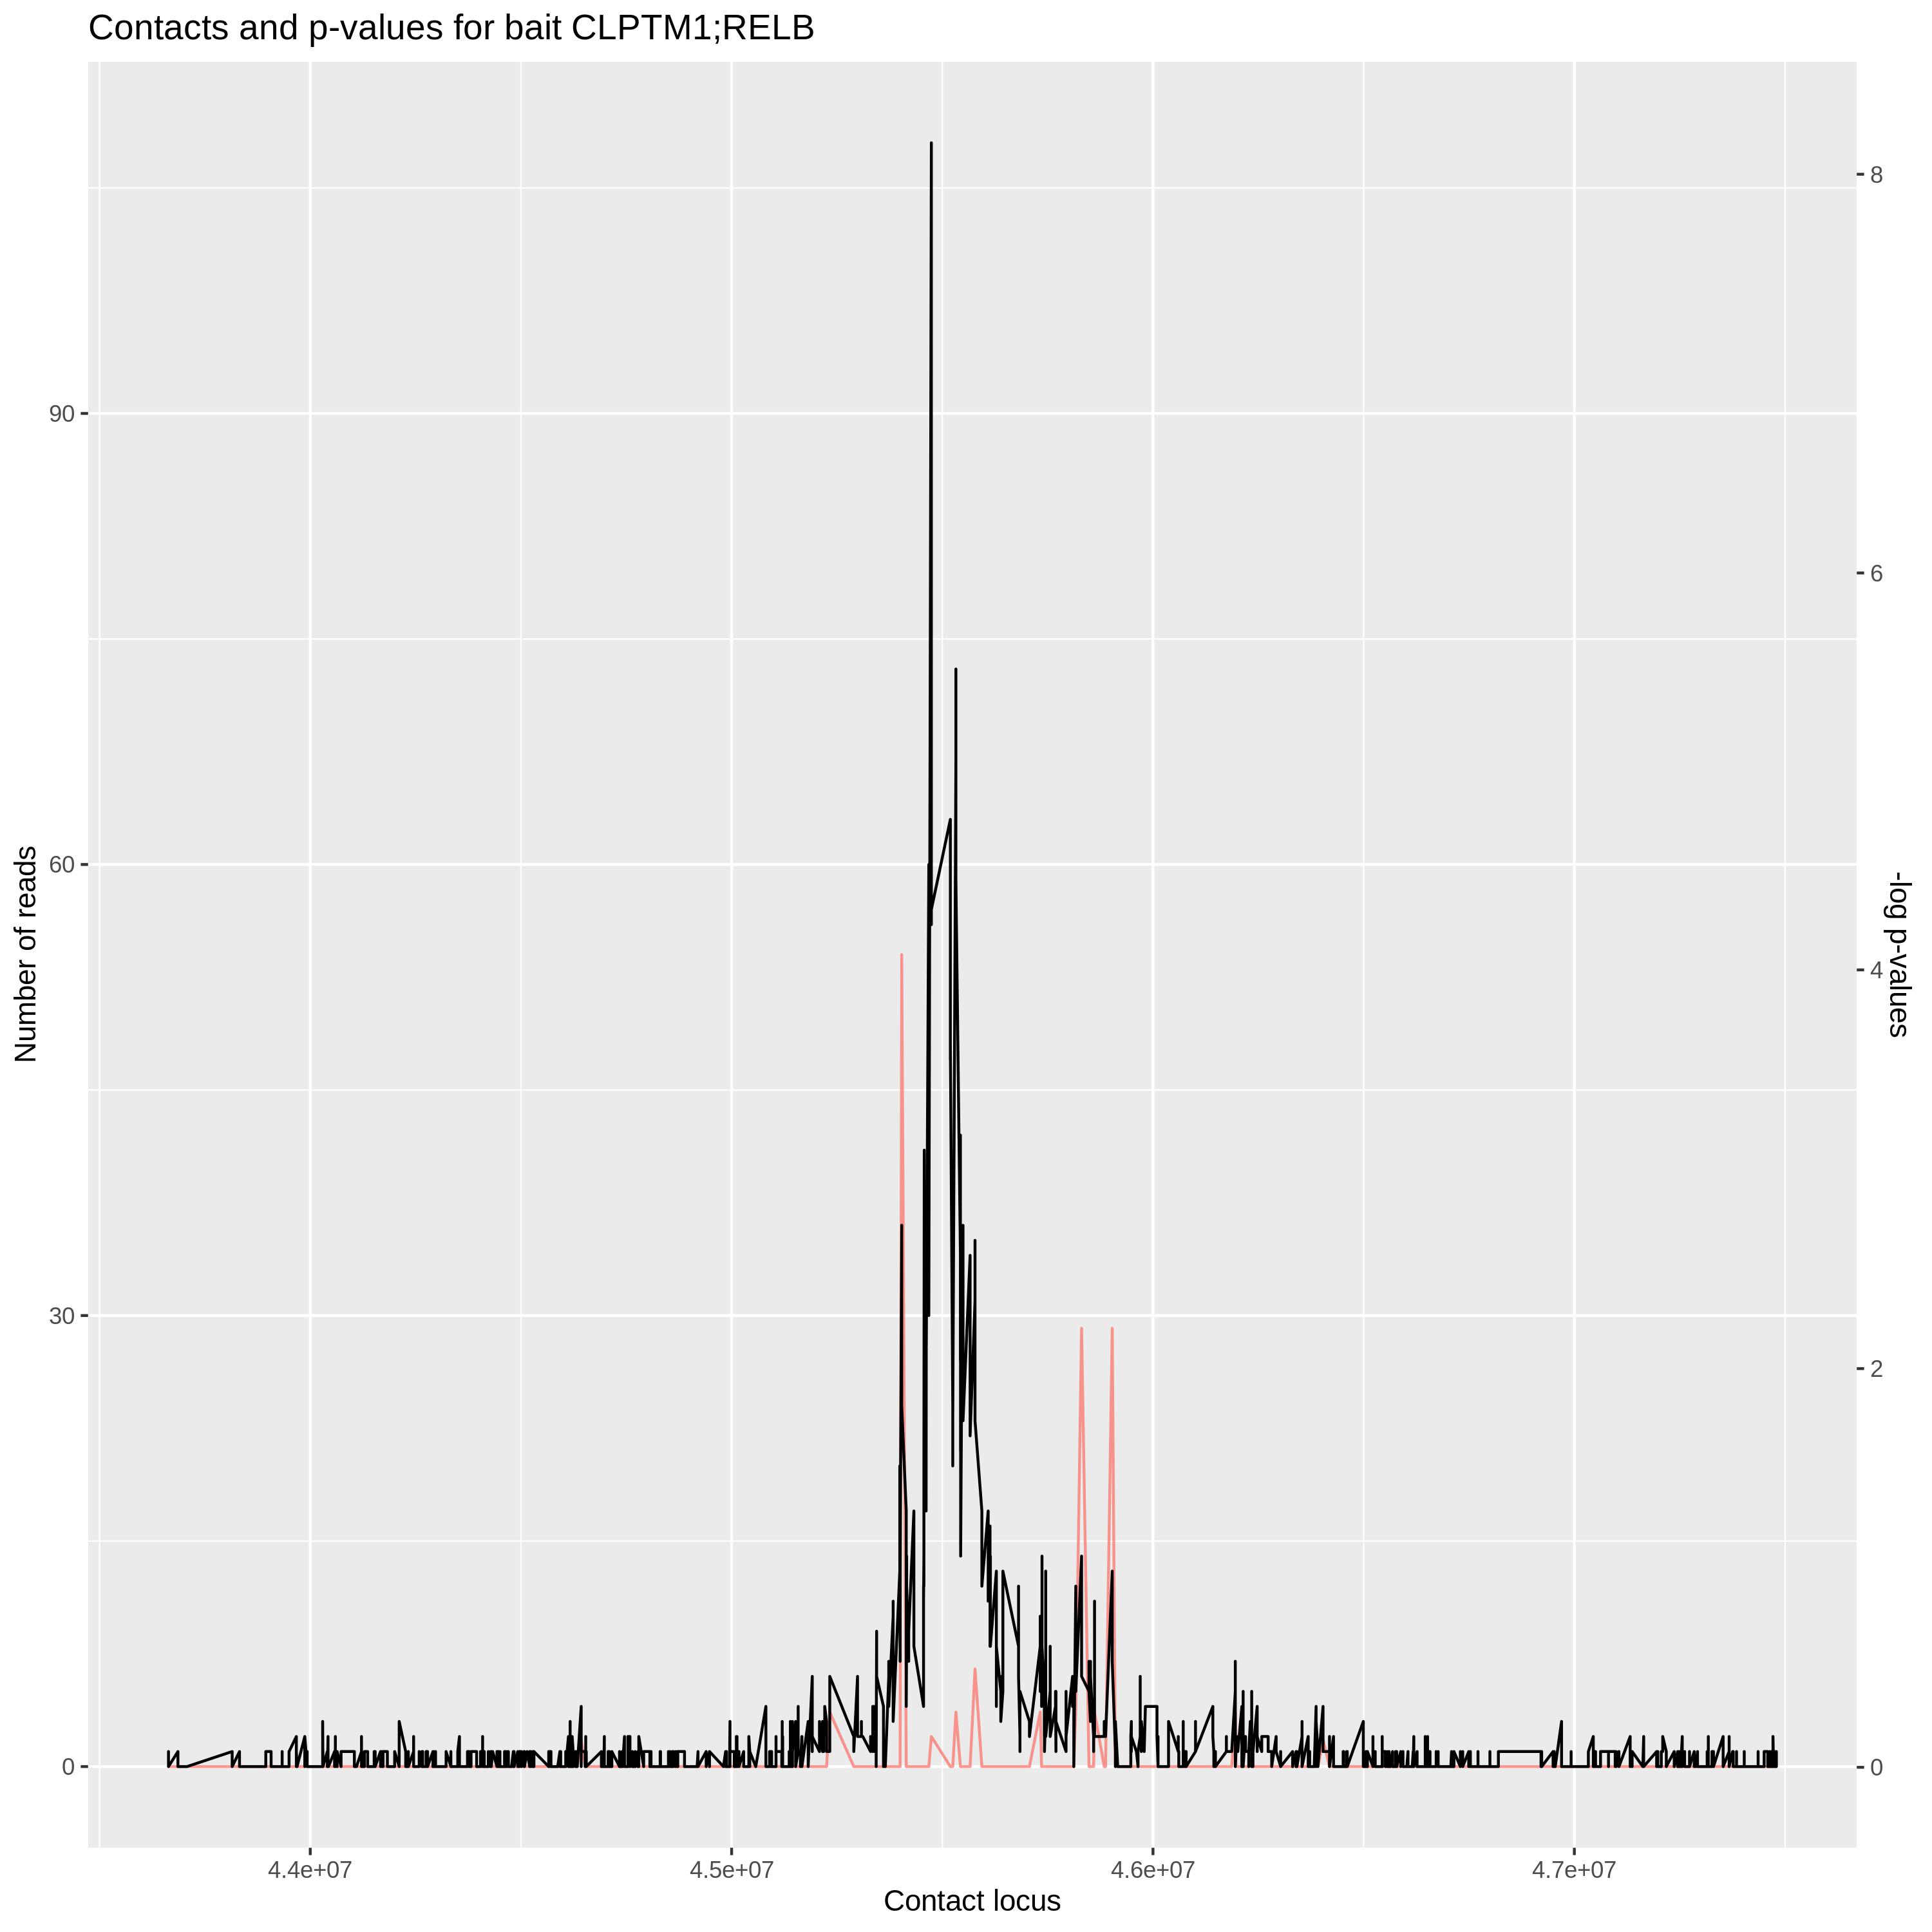 Contacts and p-values for bait CLPTM1;RELB
90
60
30
0
Number of reads
8
6
4
2
0
-log p-values
4.4e+07
4.5e+07
4.6e+07
4.7e+07
Contact locus